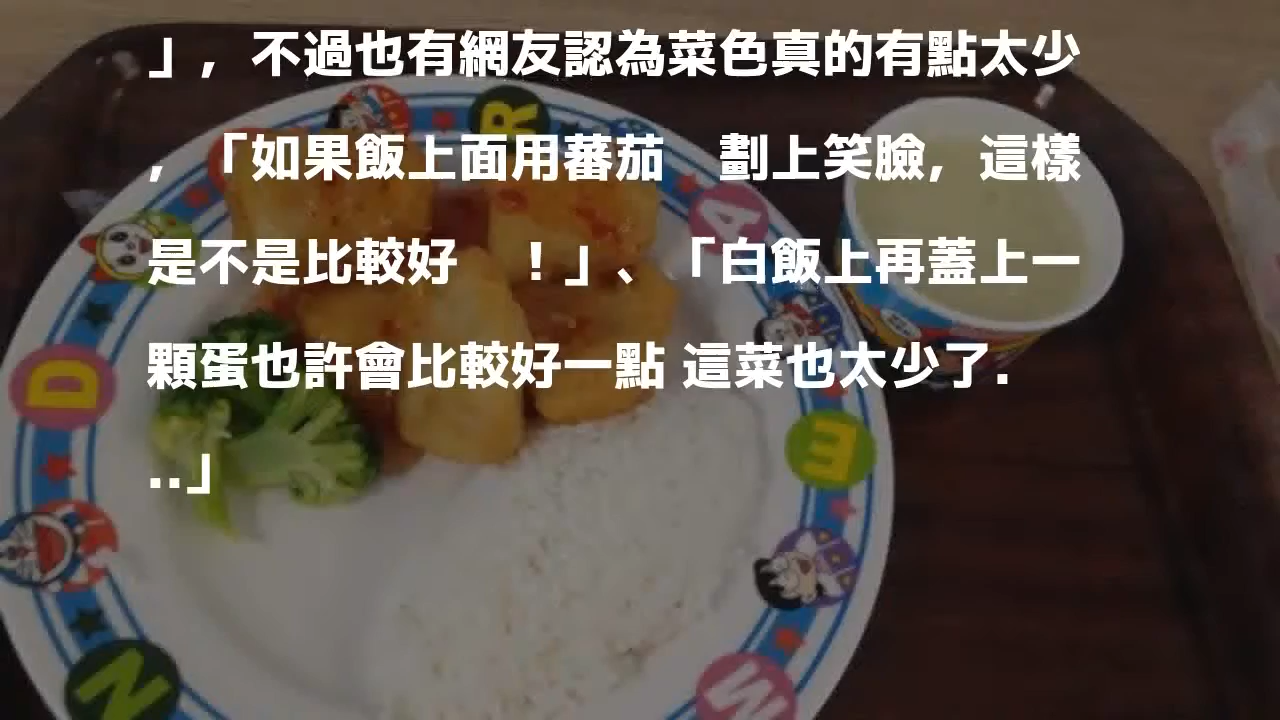 」，不過也有網友認為菜色真的有點太少
，「如果飯上面用蕃茄　劃上笑臉，這樣
是不是比較好　！」、「白飯上再蓋上一
顆蛋也許會比較好一點 這菜也太少了.
..」
R
A
D
E
N
M